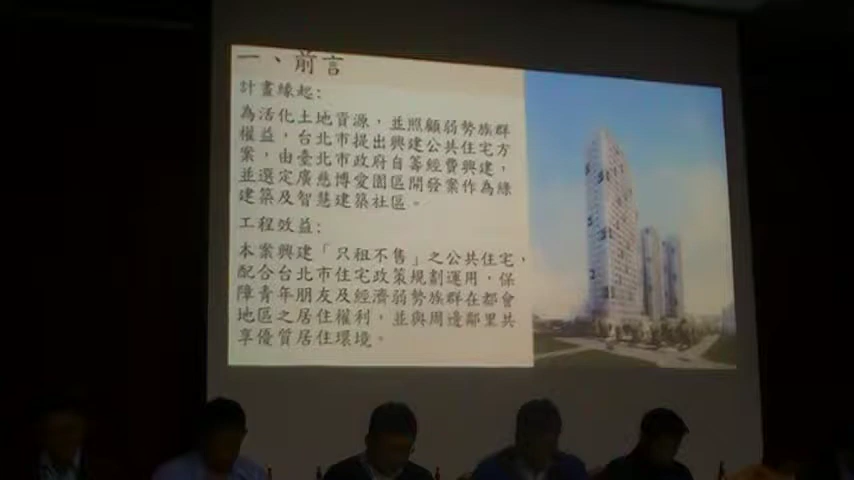 一、前言
計畫緣起:
為活化土地資源，並照顧弱勢族群
權益，台北市提出興建公共住宅方
案，由臺北市政府自籌經費興建，
並選定廣慈博愛園區開發案作為綠
建築及智慧建築社區。
工程效益:
本案興建「只租不售」之公共住宅，
配合台北市住宅政策規劃運用，保
障青年朋友及經濟弱勢族群在都會
地區之居住權利，並與周邊鄰里共
享優質居住環境。